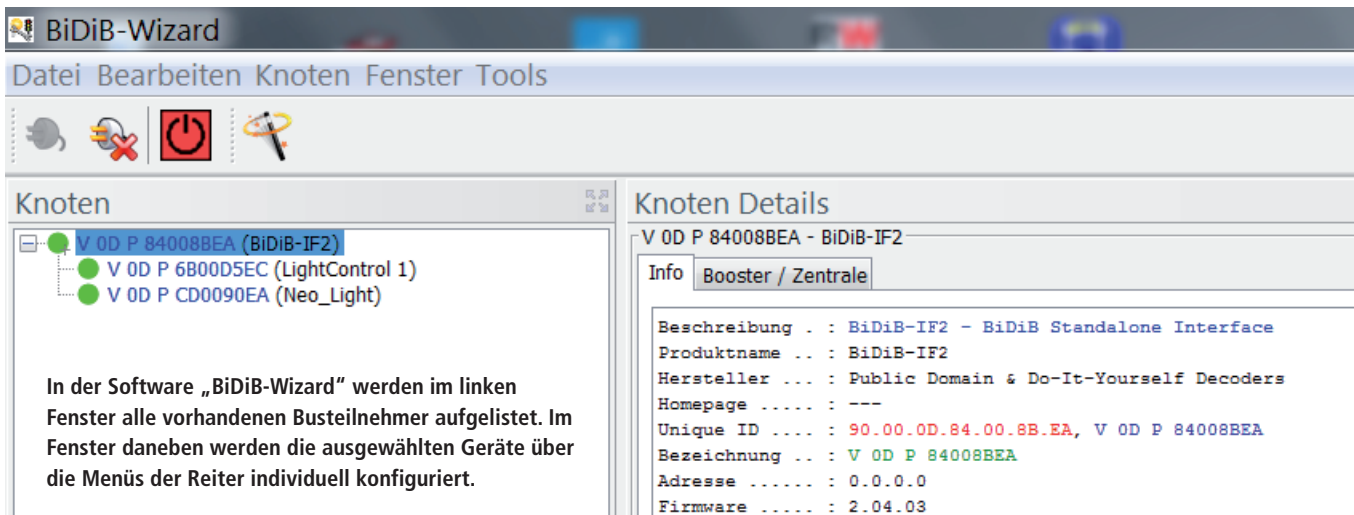 BiDiB-Wizard
Datei Bearbeiten Knoten Fenster Tools
Knoten
V 0D P 84008BEA (BiDiB-IF2)
V 0D P 6B00D5EC (LightControl 1)
V 0D P CD0090EA (Neo_Light)
In der Software „BiDiB-Wizard“ werden im linken
Fenster alle vorhandenen Busteilnehmer aufgelistet. Im
Fenster daneben werden die ausgewählten Geräte über
die Menüs der Reiter individuell konfiguriert.
Knoten Details
V 0D P 84008BEA - BiDiB-IF2
Info Booster / Zentrale
Beschreibung . : BiDiB-IF2 - BiDiB Standalone Interface
Produktname .. : BiDiB-IF2
Hersteller ... : Public Domain & Do-It-Yourself Decoders
Homepage ..... : ---
Unique ID .... : 90.00.0D.84.00.8B.EA, V 0D P 84008BEA
Bezeichnung .. : V 0D P 84008BEA
Adresse ...... : 0.0.0.0
Firmware ..... : 2.04.03